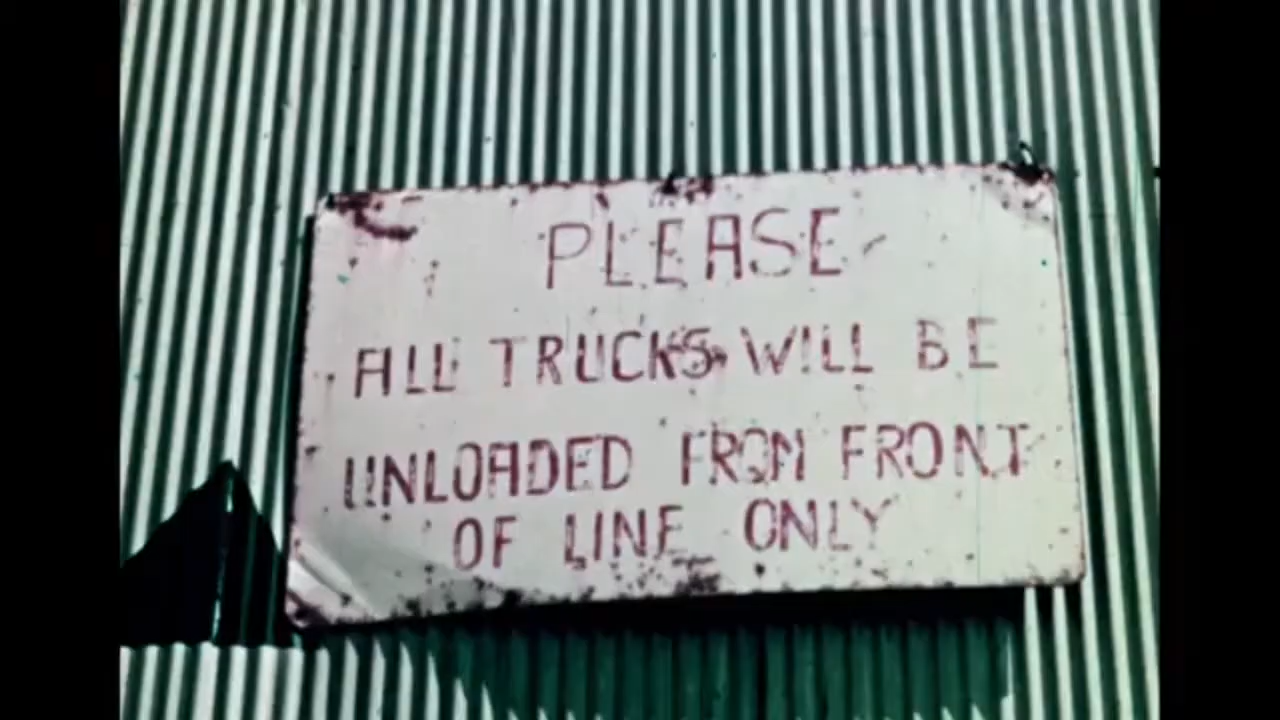 PLEASE
ALL TRUCKS WILL BE
UNLOADED FROM FRONT
OF LINE ONLY